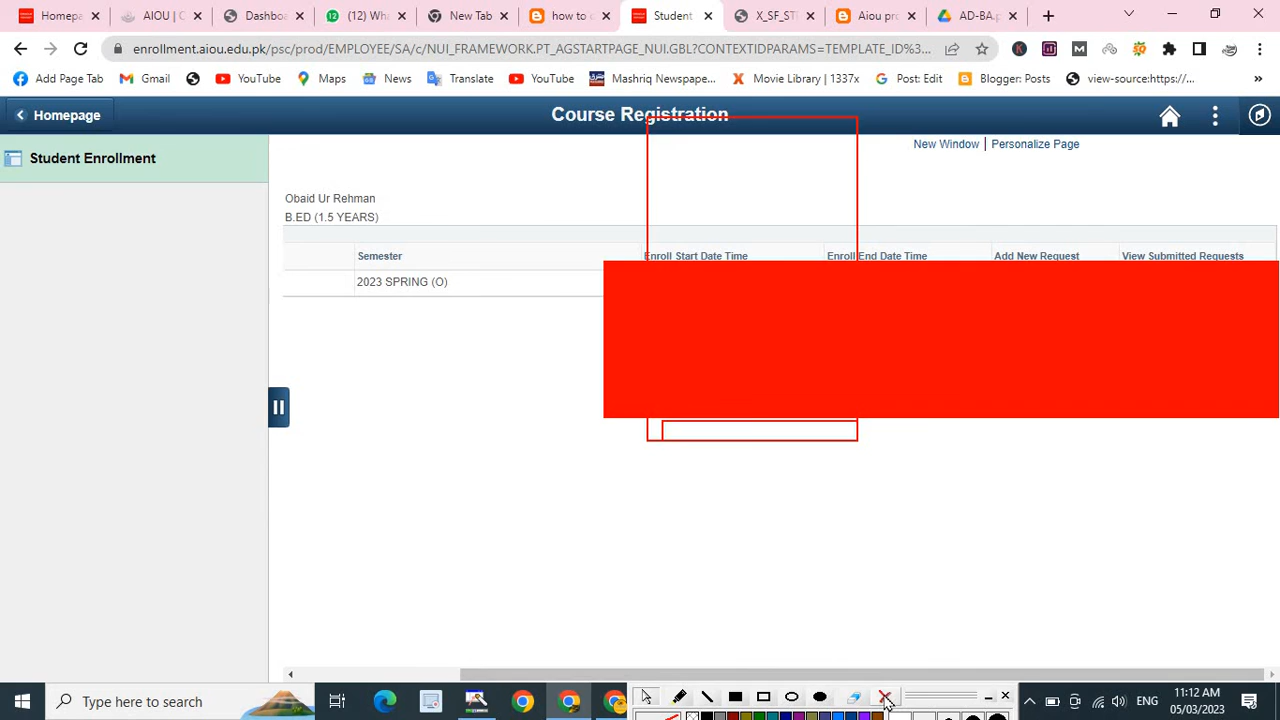 Homepa
AIOU | C
Dashbo
(12) Wha
New Tab
how to c
Student
X_SF_ST
Aiou pro
AD-BA.p
enrollment.aiou.edu.pk/psc/prod/EMPLOYEE/SA/c/NUI_FRAMEWORK.PT_AGSTARTPAGE_NUI.GBL?CONTEXTIDPARAMS=TEMPLATE_ID%3...
Add Page Tab
Gmail
YouTube
Maps
News
Translate
YouTube
Mashriq Newspape...
Movie Library | 1337x
Post: Edit
Blogger: Posts
view-source:https://...
»
Homepage
Course Registration
Student Enrollment
New Window | Personalize Page
Obaid Ur Rehman
B.ED (1.5 YEARS)
Semester
Enroll Start Date Time
Enroll End Date Time
Add New Request
View Submitted Requests
2023 SPRING (O)
Type here to search
ENG
11:12 AM
05/03/2023